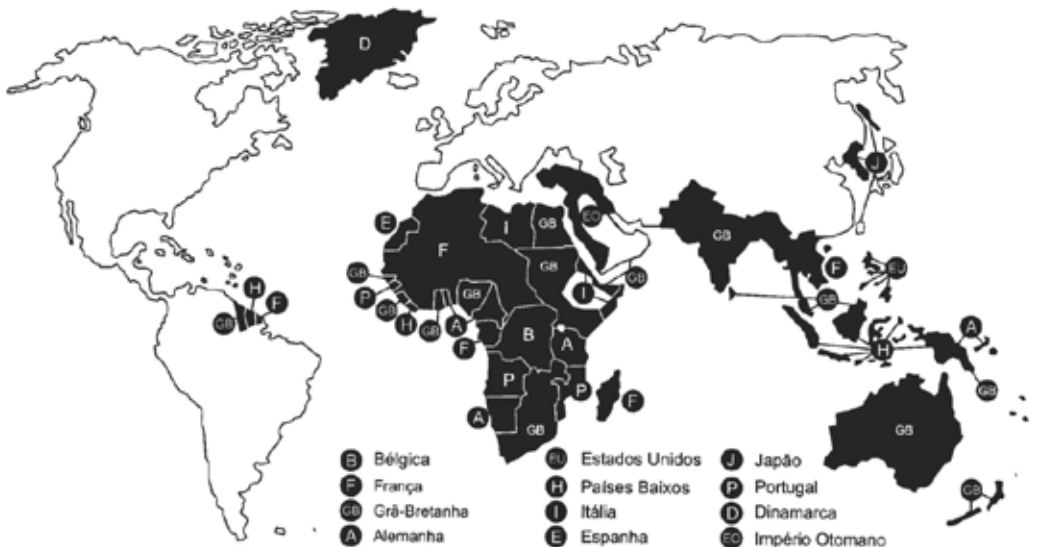 D
J
E
GB
EO
I
GB
F
GB
GB
F
EU
GB
P
GB
I
GB
H
F
GB
GB
H
GB
A
F
B
A
A
H
GB
P
P
F
A
GB
GB
GB
B Bélgica
EU Estados Unidos
J Japão
F França
H Países Baixos
P Portugal
GB Grã-Bretanha
I Itália
D Dinamarca
A Alemanha
E Espanha
EO Império Otomano